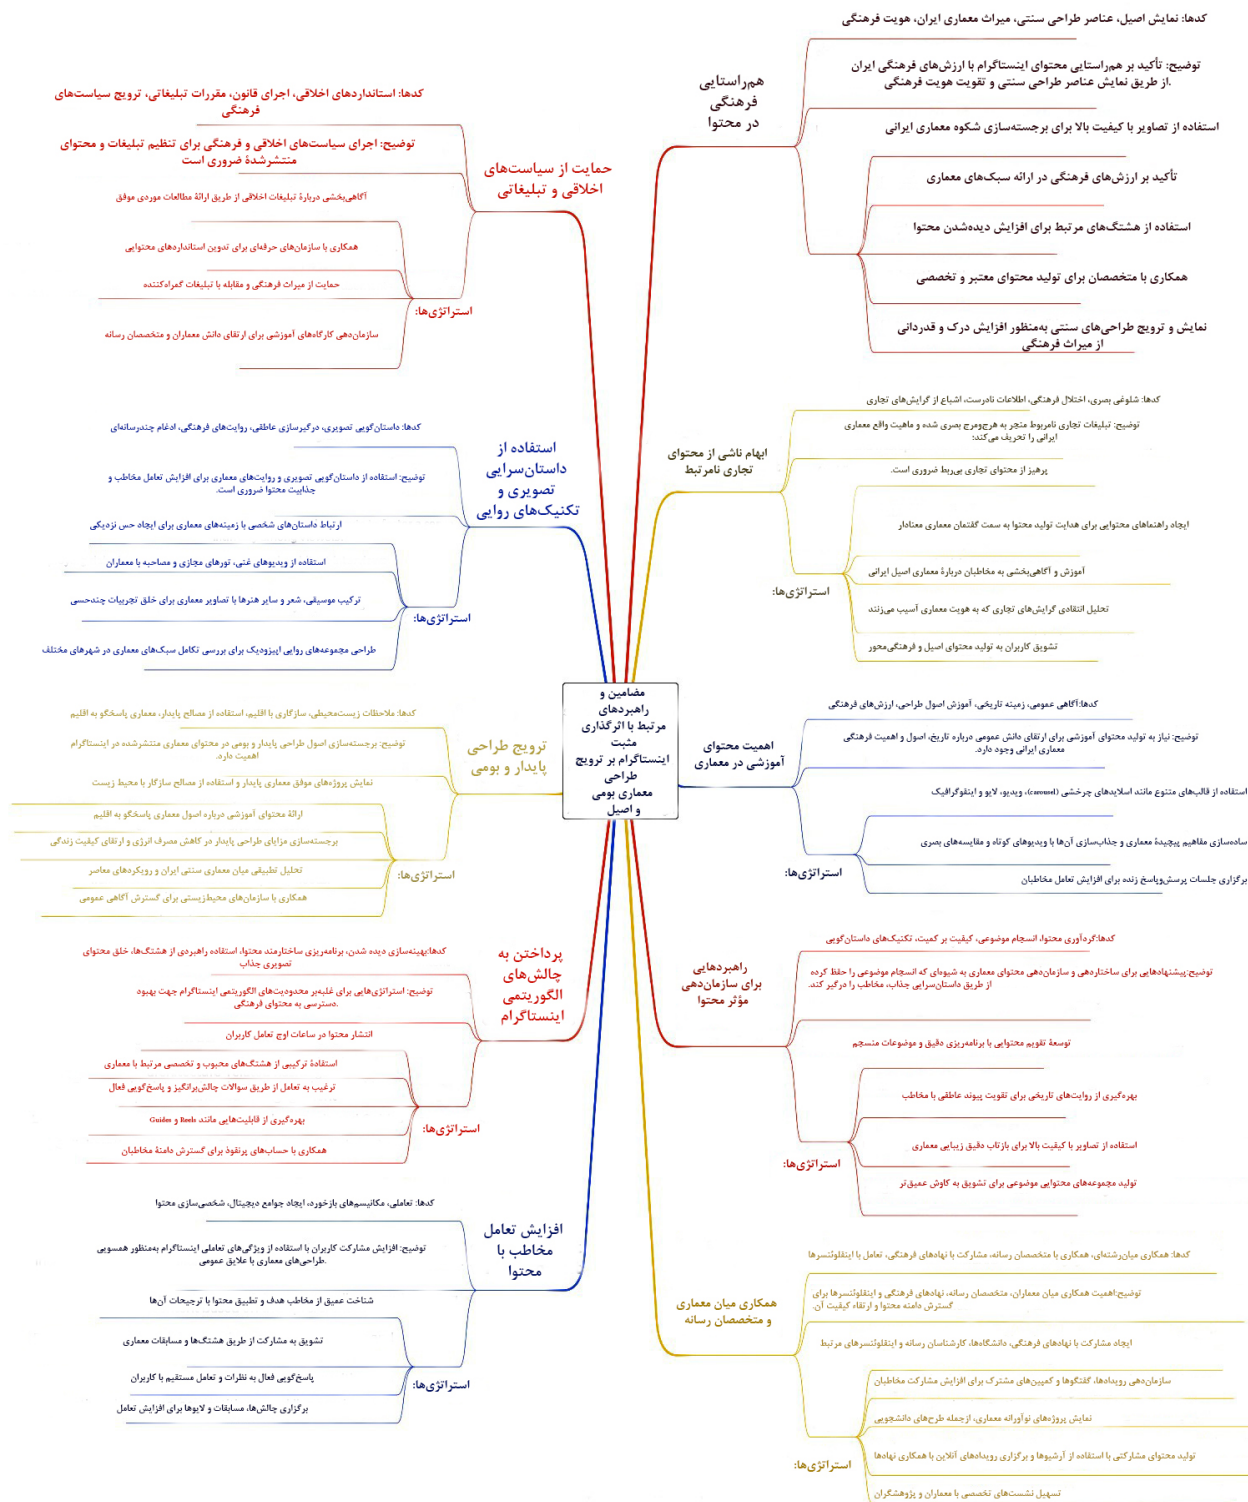 مضامین و
راهبردهای
مرتبط با اثرگذاری
مثبت
اینستاگرام بر ترویج
طراحی
معماری بومی
و اصیل
هم‌راستایی
فرهنگی
در محتوا
کدها: نمایش اصیل، عناصر طراحی سنتی، میراث معماری ایران، هویت فرهنگی
توضیح: تأکید بر هم‌راستایی محتوای اینستاگرام با ارزش‌های فرهنگی ایران
از طریق نمایش عناصر طراحی سنتی و تقویت هویت فرهنگی.
استفاده از تصاویر با کیفیت بالا برای برجسته‌سازی شکوه معماری ایرانی
تأکید بر ارزش‌های فرهنگی در ارائه سبک‌های معماری
استفاده از هشتگ‌های مرتبط برای افزایش دیده‌شدن محتوا
همکاری با متخصصان برای تولید محتوای معتبر و تخصصی
نمایش و ترویج طراحی‌های سنتی به‌منظور افزایش درک و قدردانی
از میراث فرهنگی
ابهام ناشی از محتوای
تجاری نامرتبط
کدها: شلوغی بصری، اختلال فرهنگی، اطلاعات نادرست، اشباع از گرایش‌های تجاری
توضیح: تبلیغات تجاری نامربوط منجر به هرج‌ومرج بصری شده و ماهیت واقع معماری
ایرانی را تحریف می‌کند؛
پرهیز از محتوای تجاری بی‌ربط ضروری است.
استراتژی‌ها:
ایجاد راهنماهای محتوایی برای هدایت تولید محتوا به سمت گفتمان معماری معنادار
آموزش و آگاهی‌بخشی به مخاطبان دربارهٔ معماری اصیل ایرانی
تحلیل انتقادی گرایش‌های تجاری که به هویت معماری آسیب می‌زنند
تشویق کاربران به تولید محتوای اصیل و فرهنگی‌محور
اهمیت محتوای
آموزشی در معماری
کدها:آگاهی عمومی، زمینه تاریخی، آموزش اصول طراحی، ارزش‌های فرهنگی
توضیح: نیاز به تولید محتوای آموزشی برای ارتقای دانش عمومی درباره تاریخ، اصول و اهمیت فرهنگی
معماری ایرانی وجود دارد.
استفاده از قالب‌های متنوع مانند اسلایدهای چرخشی (carousel)، ویدیو، لایو و اینفوگرافیک
استراتژی‌ها:
ساده‌سازی مفاهیم پیچیدهٔ معماری و جذاب‌سازی آن‌ها با ویدیوهای کوتاه و مقایسه‌های بصری
برگزاری جلسات پرسش‌وپاسخ زنده برای افزایش تعامل مخاطبان
راهبردهایی
برای سازمان‌دهی
مؤثر محتوا
کدها:گردآوری محتوا، انسجام موضوعی، کیفیت بر کمیت، تکنیک‌های داستان‌گویی
توضیح:پیشنهادهایی برای ساختاردهی و سازمان‌دهی محتوای معماری به شیوه‌ای که انسجام موضوعی را حفظ کرده
از طریق داستان‌سرایی جذاب، مخاطب را درگیر کند.
توسعهٔ تقویم محتوایی با برنامه‌ریزی دقیق و موضوعات منسجم
استراتژی‌ها:
بهره‌گیری از روایت‌های تاریخی برای تقویت پیوند عاطفی با مخاطب
استفاده از تصاویر با کیفیت بالا برای بازتاب دقیق زیبایی معماری
تولید مجموعه‌های محتوایی موضوعی برای تشویق به کاوش عمیق‌تر
همکاری میان معماری
و متخصصان رسانه
کدها: همکاری میان‌رشته‌ای، همکاری با متخصصان رسانه، مشارکت با نهادهای فرهنگی، تعامل با اینفلوئنسرها
توضیح:اهمیت همکاری میان معماران، متخصصان رسانه، نهادهای فرهنگی و اینفلوئنسرها برای
گسترش دامنه محتوا و ارتقاء کیفیت آن.
ایجاد مشارکت با نهادهای فرهنگی، دانشگاه‌ها، کارشناسان رسانه و اینفلوئنسرهای مرتبط
استراتژی‌ها:
سازمان‌دهی رویدادها، گفتگوها و کمپین‌های مشترک برای افزایش مشارکت مخاطبان
نمایش پروژه‌های نوآورانه معماری، ازجمله طرح‌های دانشجویی
تولید محتوای مشارکتی با استفاده از آرشیوها و برگزاری رویدادهای آنلاین با همکاری نهادها
تسهیل نشست‌های تخصصی با معماران و پژوهشگران
حمایت از سیاست‌های
اخلاقی و تبلیغاتی
کدها: استانداردهای اخلاقی، اجرای قانون، مقررات تبلیغاتی، ترویج سیاست‌های
فرهنگی
توضیح: اجرای سیاست‌های اخلاقی و فرهنگی برای تنظیم تبلیغات و محتوای
منتشرشدهٔ ضروری است
آگاهی‌بخشی دربارهٔ تبلیغات اخلاقی از طریق ارائهٔ مطالعات موردی موفق
همکاری با سازمان‌های حرفه‌ای برای تدوین استانداردهای محتوایی
حمایت از میراث فرهنگی و مقابله با تبلیغات گمراه‌کننده
استراتژی‌ها:
سازمان‌دهی کارگاه‌های آموزشی برای ارتقای دانش معماران و متخصصان رسانه
استفاده از
داستان‌سرایی
تصویری و
تکنیک‌های روایی
کدها: داستان‌گویی تصویری، درگیرسازی عاطفی، روایت‌های فرهنگی، ادغام چندرسانه‌ای
توضیح: استفاده از داستان‌گویی تصویری و روایت‌های معماری برای افزایش تعامل مخاطب و
جذابیت محتوا ضروری است.
ارتباط داستان‌های شخصی با زمینه‌های معماری برای ایجاد حس نزدیکی
استفاده از ویدیوهای غنی، تورهای مجازی و مصاحبه با معماران
ترکیب موسیقی، شعر و سایر هنرها با تصاویر معماری برای خلق تجربیات چندحسی
استراتژی‌ها:
طراحی مجموعه‌های روایی اپیزودیک برای بررسی تکامل سبک‌های معماری در شهرهای مختلف
ترویج طراحی
پایدار و بومی
کدها: ملاحظات زیست‌محیطی، سازگاری با اقلیم، استفاده از مصالح پایدار، معماری پاسخگو به اقلیم
توضیح: برجسته‌سازی اصول طراحی پایدار و بومی در محتوای معماری منتشرشده در اینستاگرام
اهمیت دارد.
نمایش پروژه‌های موفق معماری پایدار و استفاده از مصالح سازگار با محیط زیست
ارائهٔ محتوای آموزشی درباره اصول معماری پاسخگو به اقلیم
برجسته‌سازی مزایای طراحی پایدار در کاهش مصرف انرژی و ارتقای کیفیت زندگی
تحلیل تطبیقی میان معماری سنتی ایران و رویکردهای معاصر
استراتژی‌ها:
همکاری با سازمان‌های محیط‌زیستی برای گسترش آگاهی عمومی
پرداختن به
چالش‌های
الگوریتمی
اینستاگرام
کدها:بهینه‌سازی دیده شدن، برنامه‌ریزی ساختارمند محتوا، استفاده راهبردی از هشتگ‌ها، خلق محتوای
تصویری جذاب
توضیح: استراتژی‌هایی برای غلبه‌بر محدودیت‌های الگوریتمی اینستاگرام جهت بهبود
دسترسی به محتوای فرهنگی.
انتشار محتوا در ساعات اوج تعامل کاربران
استفادهٔ ترکیبی از هشتگ‌های محبوب و تخصصی مرتبط با معماری
ترغیب به تعامل از طریق سوالات چالش‌برانگیز و پاسخ‌گویی فعال
بهره‌گیری از قابلیت‌هایی مانند Reels و Guides
استراتژی‌ها:
همکاری با حساب‌های پرنفوذ برای گسترش دامنهٔ مخاطبان
افزایش تعامل
مخاطب با
محتوا
کدها: تعاملی، مکانیسم‌های بازخورد، ایجاد جوامع دیجیتال، شخصی‌سازی محتوا
توضیح: افزایش مشارکت کاربران با استفاده از ویژگی‌های تعاملی اینستاگرام به‌منظور همسویی
طراحی‌های معماری با علایق عمومی.
شناخت عمیق از مخاطب هدف و تطبیق محتوا با ترجیحات آن‌ها
تشویق به مشارکت از طریق هشتگ‌ها و مسابقات معماری
پاسخ‌گویی فعال به نظرات و تعامل مستقیم با کاربران
استراتژی‌ها:
برگزاری چالش‌ها، مسابقات و لایوها برای افزایش تعامل